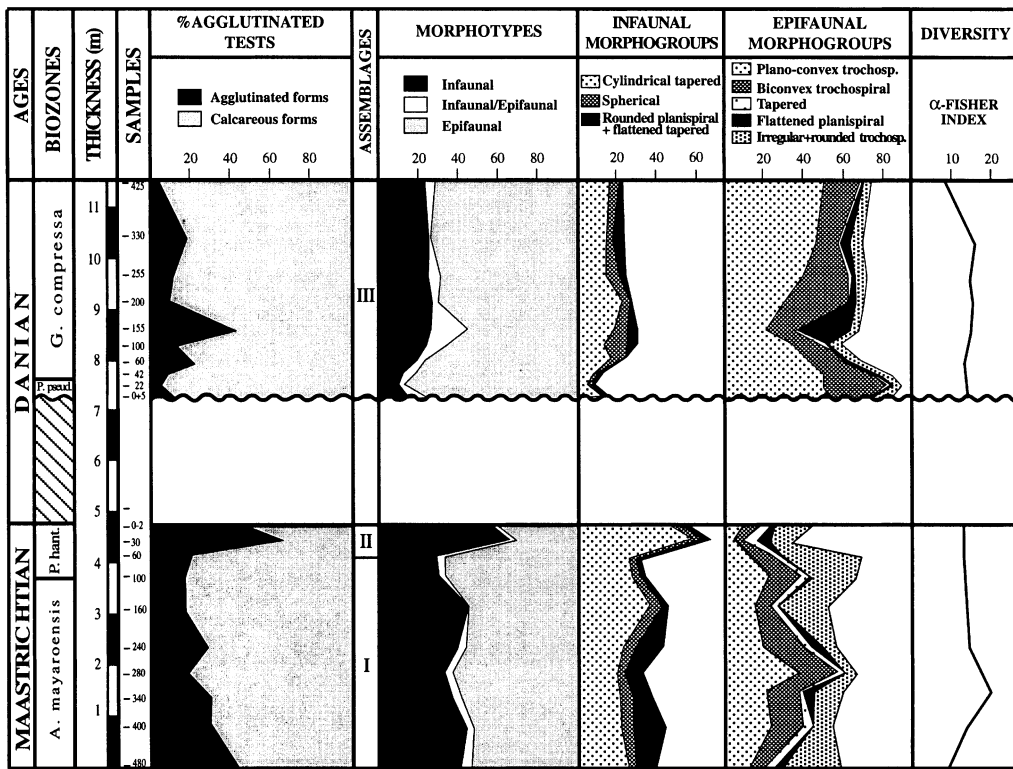 AGES
BIOZONES
THICKNESS (m)
SAMPLES
%AGGLUTINATED
TESTS
Agglutinated forms
Calcareous forms
20 40 60 80
ASSEMBLAGES
MORPHOTYPES
Infaunal
Infaunal/Epifaunal
Epifaunal
20 40 60 80
INFAUNAL
MORPHOGROUPS
Cylindrical tapered
Spherical
Rounded planispiral
+ flattened tapered
20 40 60
EPIFAUNAL
MORPHOGROUPS
Plano-convex trochosp.
Biconvex trochospiral
Tapered
Flattened planispiral
Irregular+rounded trochosp.
20 40 60 80
DIVERSITY
α-FISHER
INDEX
10 20
DANIAN
MAASTRICHTIAN
G. compressa
P. pseud.
P. hant.
A. mayaroensis
11
10
9
8
7
6
5
4
3
2
1
425
330
255
200
155
100
60
42
22
0+5
0-2
30
60
100
160
240
280
340
400
480
III
II
I